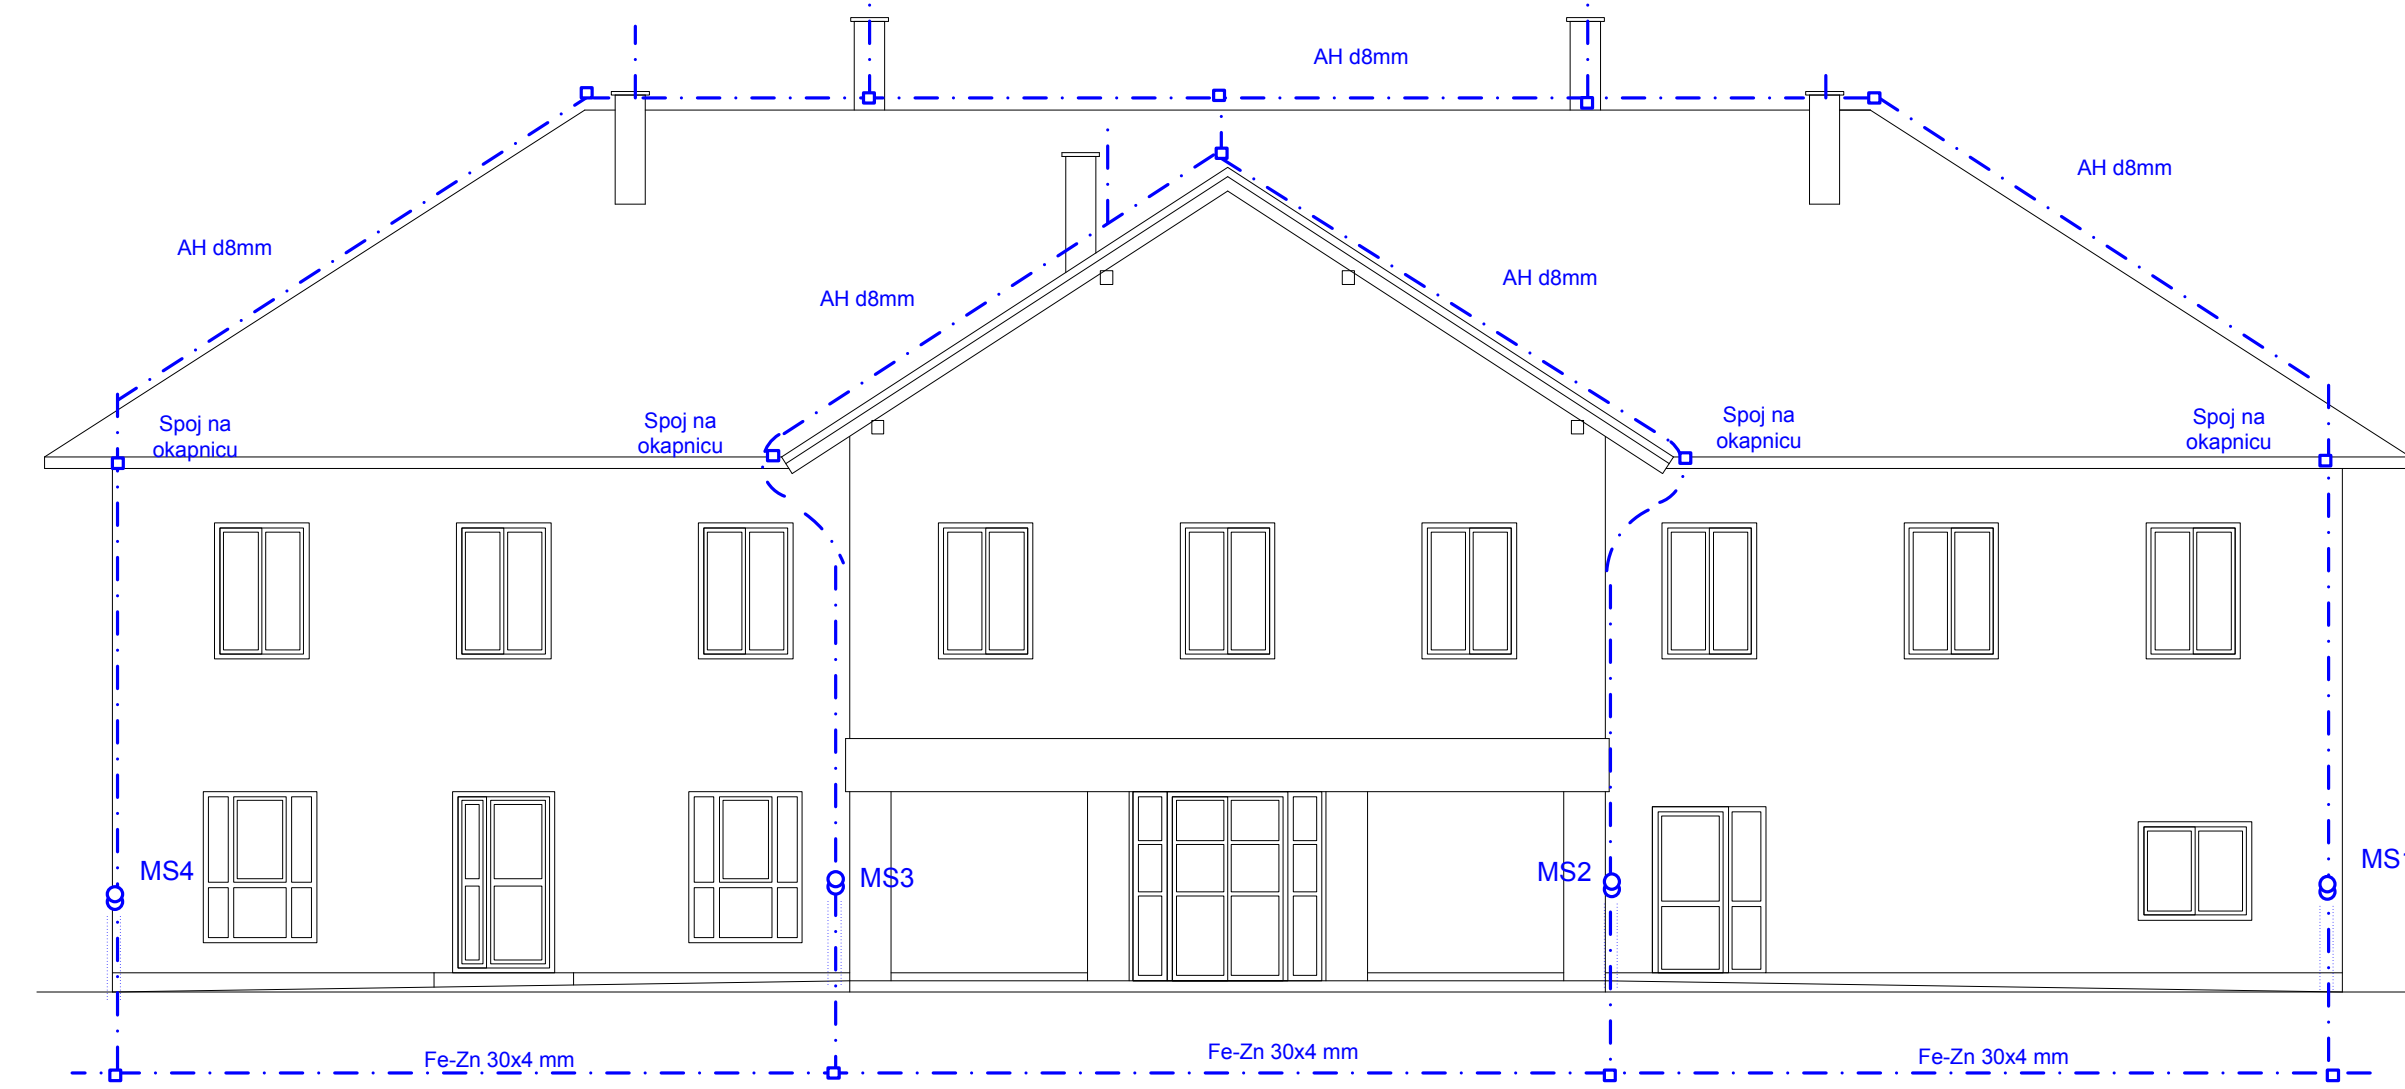 AH d8mm
AH d8mm
AH d8mm
AH d8mm
AH d8mm
Spoj na
okapnicu
Spoj na
okapnicu
Spoj na
okapnicu
Spoj na
okapnicu
MS4
MS3
MS2
MS1
Fe-Zn 30x4 mm
Fe-Zn 30x4 mm
Fe-Zn 30x4 mm